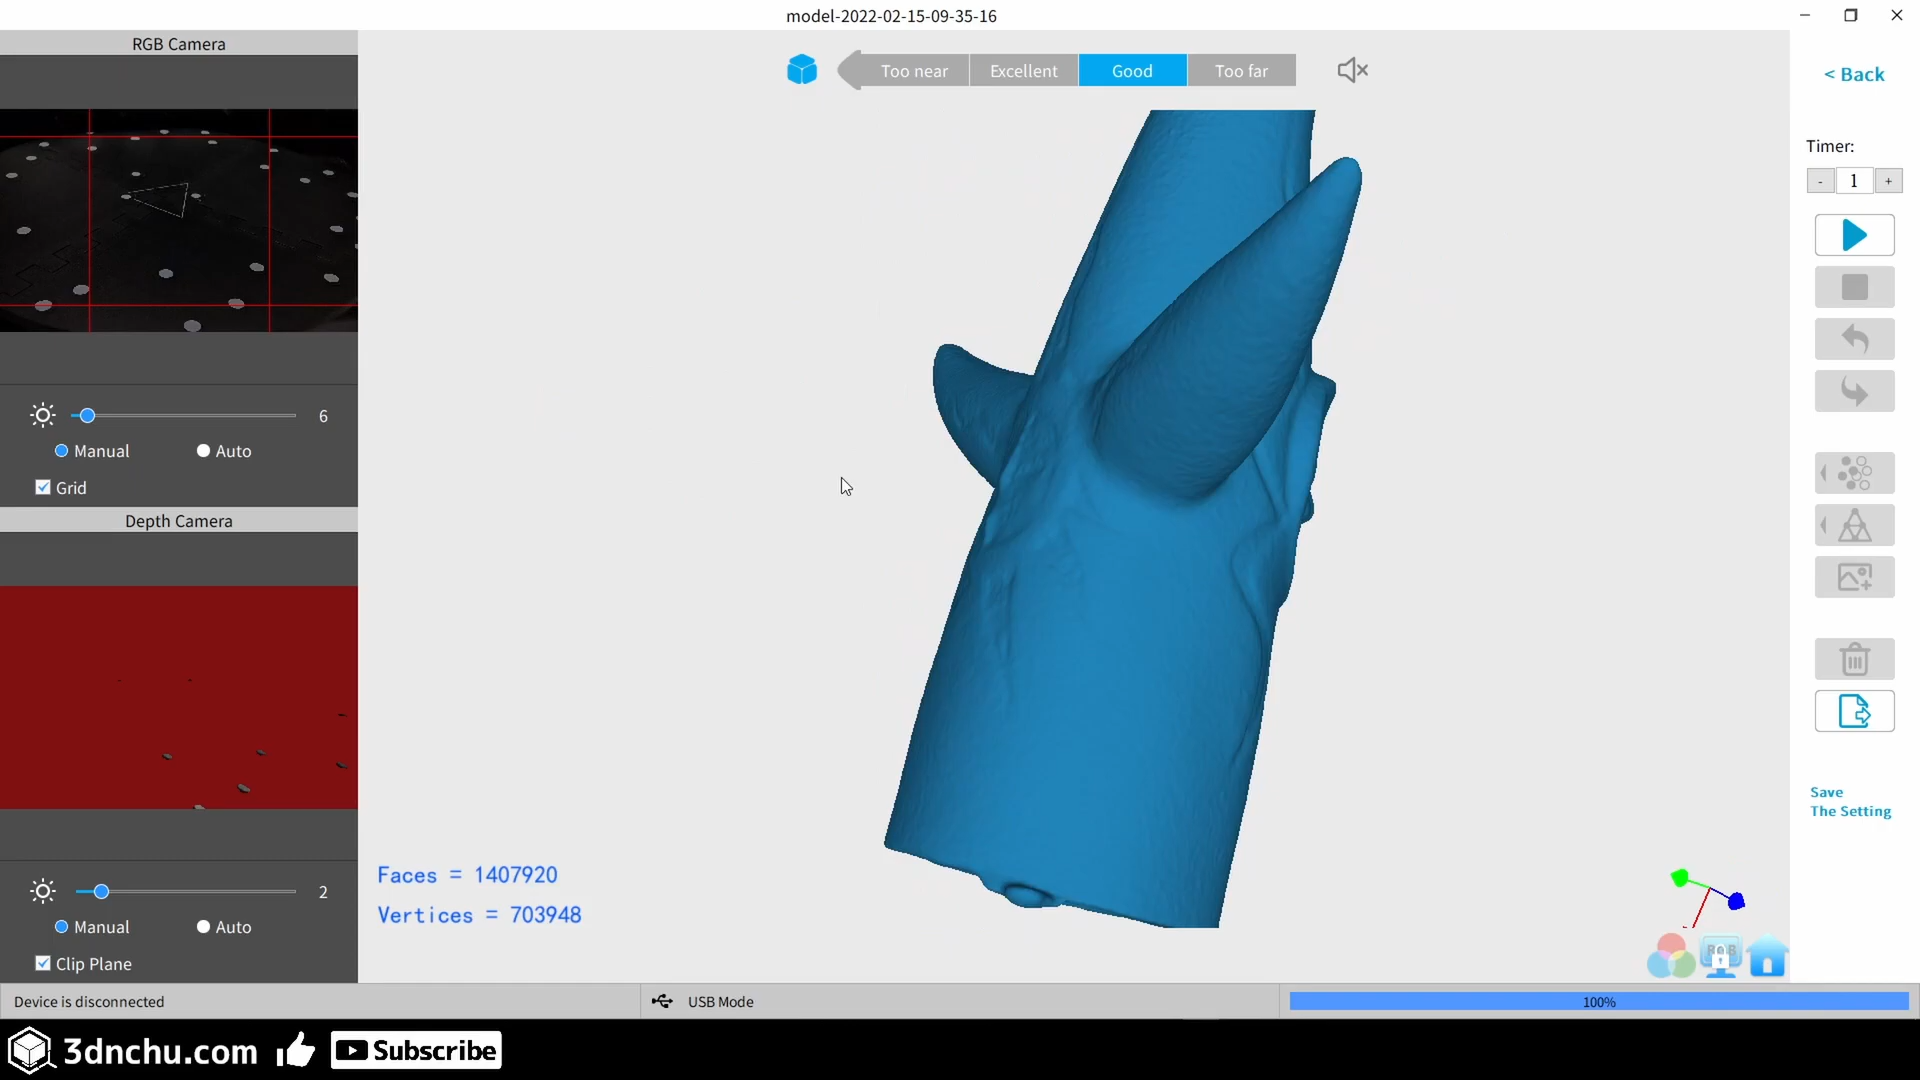 model-2022-02-15-09-35-16
RGB Camera
Too near
Excellent
Good
Too far
< Back
Timer:
- 1 +
6
Manual
Auto
Grid
Depth Camera
Save
The Setting
Faces = 1407920
Vertices = 703948
2
Manual
Auto
Clip Plane
RGB
Device is disconnected
USB Mode
100%
3dnchu.com
Subscribe